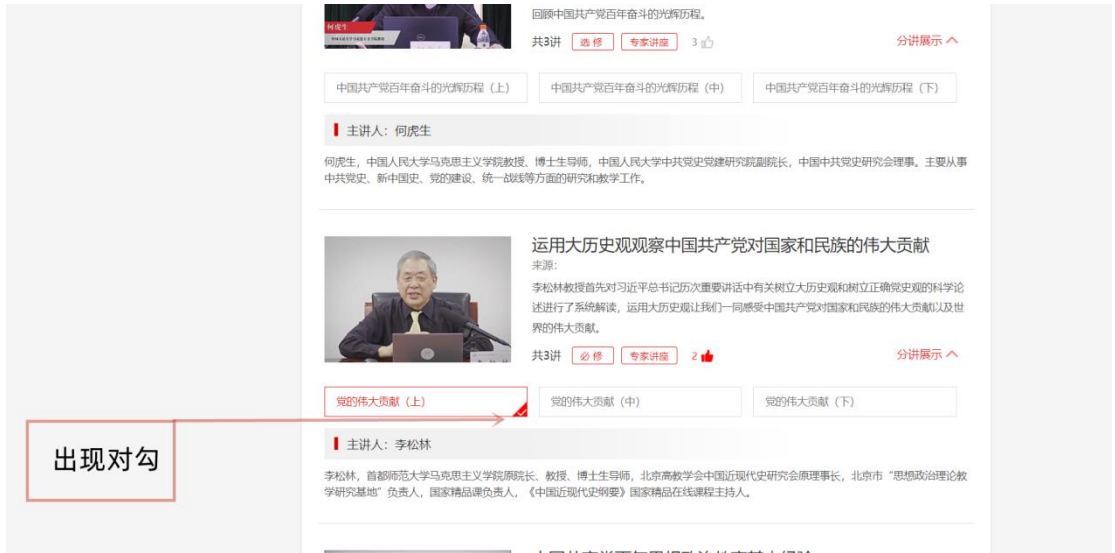 回顾中国共产党百年奋斗的光辉历程。
何虎生
共3讲 选修 专家讲座 3 分讲展示
中国共产党百年奋斗的光辉历程（上） 中国共产党百年奋斗的光辉历程（中） 中国共产党百年奋斗的光辉历程（下）
主讲人：何虎生
何虎生，中国人民大学马克思主义学院教授、博士生导师，中国人民大学中共党史党建研究院副院长，中国中共党史研究会理事。主要从事
中共党史、新中国史、党的建设、统一战线等方面的研究和教学工作。
运用大历史观观察中国共产党对国家和民族的伟大贡献
来源：
李松林教授首先对习近平总书记历次重要讲话中有关树立大历史观和树立正确党史观的科学论
述进行了系统解读，运用大历史观让我们一同感受中国共产党对国家和民族的伟大贡献以及世
界的伟大贡献。
共3讲 必修 专家讲座 2 分讲展示
党的伟大贡献（上） 党的伟大贡献（中） 党的伟大贡献（下）
出现对勾
主讲人：李松林
李松林，首都师范大学马克思主义学院原院长、教授、博士生导师，北京高教学会中国近现代史研究会原理事长，北京市“思想政治理论教
学研究基地”负责人，国家精品课负责人，《中国近现代史纲要》国家精品在线课程主持人。